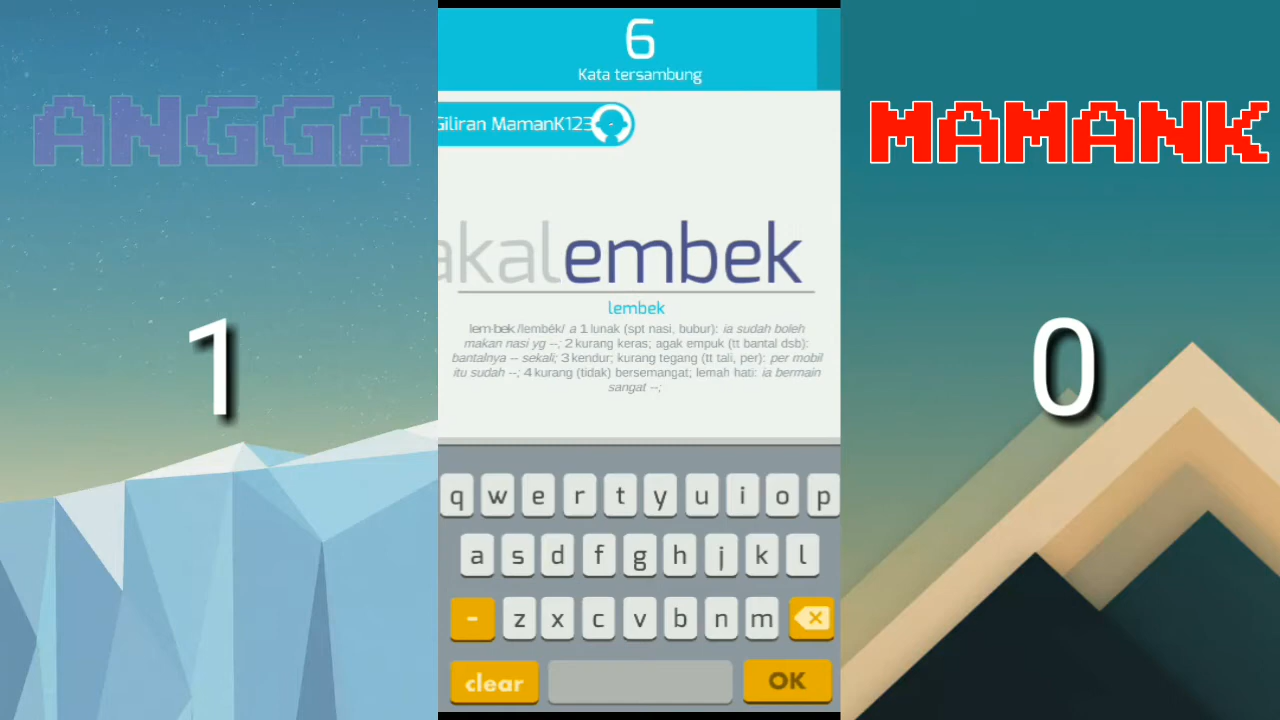 ANGGA
1
6
Kata tersambung
Giliran MamanK123
akalembek
lembek
lem·bek /lembék/ a 1 lunak (spt nasi, bubur): ia sudah boleh
makan nasi yg --; 2 kurang keras; agak empuk (tt bantal dsb):
bantalnya -- sekali; 3 kendur; kurang tegang (tt tali, per): per mobil
itu sudah --; 4 kurang (tidak) bersemangat; lemah hati: ia bermain
sangat --;
q w e r t y u i o p
a s d f g h j k l
- z x c v b n m
clear OK
MAMANK
0